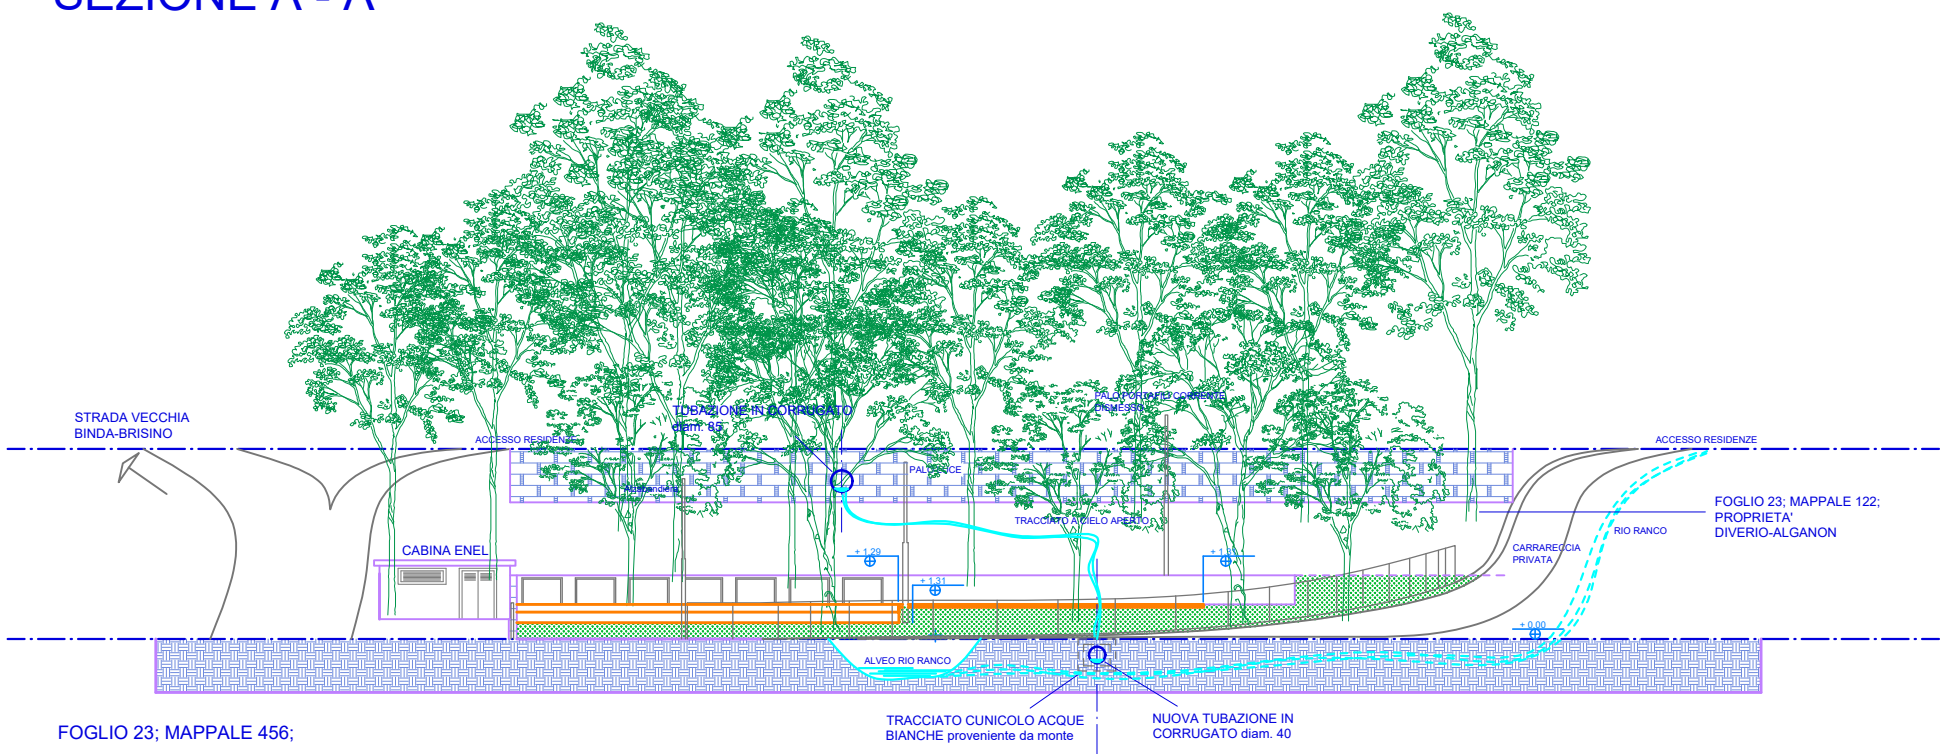 SEZIONE A - A
STRADA VECCHIA
BINDA-BRISINO
ACCESSO RESIDENZE
TUBAZIONE IN CORRUGATO
diam. 85
PALO PORTAFILI CORRENTE
DISMESSO
ACCESSO RESIDENZE
PALO LUCE
TRACCIATO A CIELO APERTO
FOGLIO 23; MAPPALE 122;
PROPRIETA'
DIVERIO-ALGANON
RIO RANCO
CARRARECCIA
PRIVATA
CABINA ENEL
+ 1,29
+ 1,31
+ 0,00
ALVEO RIO RANCO
TRACCIATO CUNICOLO ACQUE
BIANCHE proveniente da monte
NUOVA TUBAZIONE IN
CORRUGATO diam. 40
FOGLIO 23; MAPPALE 456;